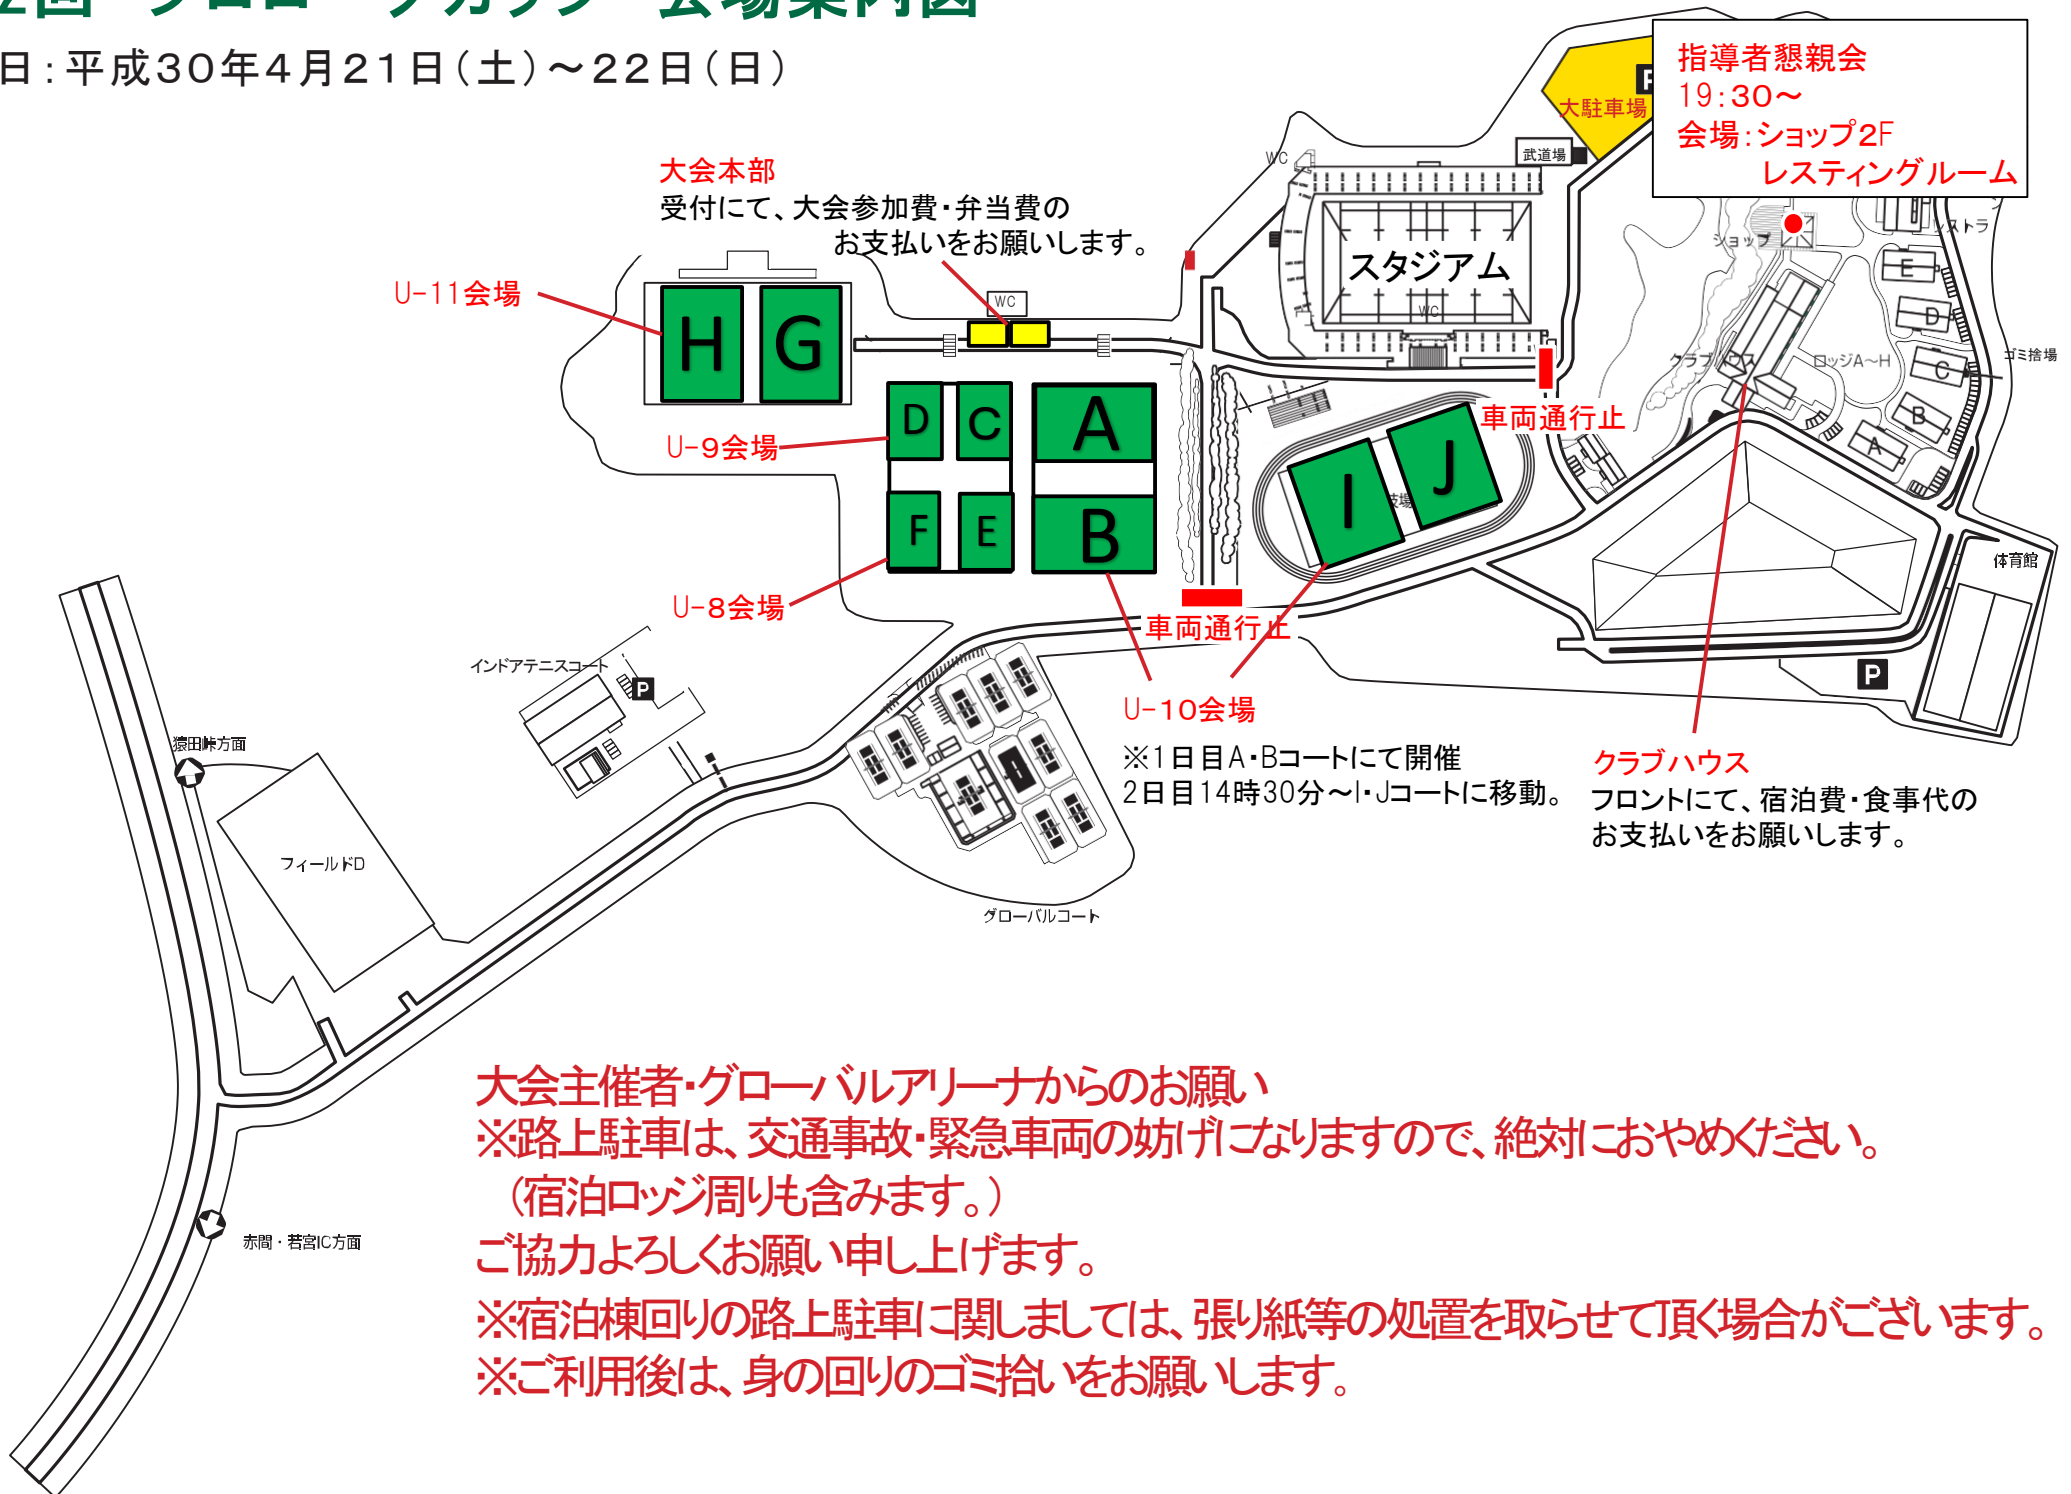 会場案内図
日：平成30年4月21日（土）～22日（日）
指導者懇親会
19：30～
会場：ショップ2F
レスティングルーム
P
大駐車場
武道場
WC
大会本部
受付にて、大会参加費・弁当費の
お支払いをお願いします。
スタジアム
WC
WC
ショップ
U-11会場
H
G
D
C
A
U-9会場
F
E
B
U-8会場
I
J
技場
車両通行止
車両通行止
クラブハウス
ロッジA～H
E
D
C
B
A
ゴミ捨場
体育館
P
インドアテニスコート
P
U-10会場
※1日目A・Bコートにて開催
2日目14時30分～I・Jコートに移動。
クラブハウス
フロントにて、宿泊費・食事代の
お支払いをお願いします。
猿田峠方面
フィールドD
グローバルコート
赤間・若宮IC方面
大会主催者・グローバルアリーナからのお願い
※路上駐車は、交通事故・緊急車両の妨げになりますので、絶対におやめください。
（宿泊ロッジ周りも含みます。）
ご協力よろしくお願い申し上げます。
※宿泊棟回りの路上駐車に関しましては、張り紙等の処置を取らせて頂く場合がございます。
※ご利用後は、身の回りのゴミ拾いをお願いします。